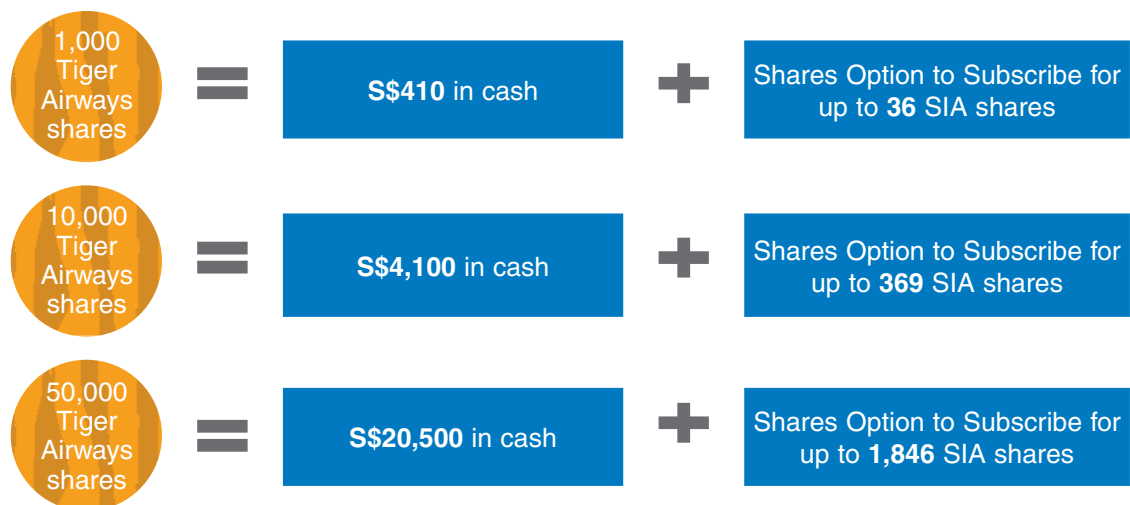 1,000
Tiger
Airways
shares
=
S$410 in cash
+
Shares Option to Subscribe for
up to 36 SIA shares
10,000
Tiger
Airways
shares
=
S$4,100 in cash
+
Shares Option to Subscribe for
up to 369 SIA shares
50,000
Tiger
Airways
shares
=
S$20,500 in cash
+
Shares Option to Subscribe for
up to 1,846 SIA shares